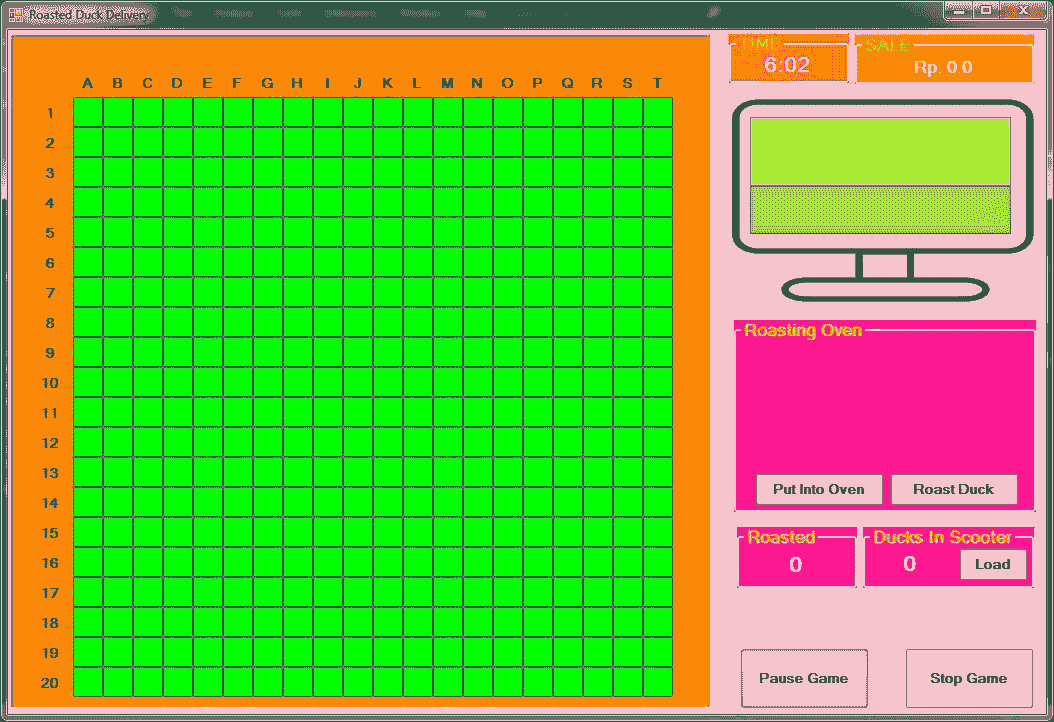 Roasted Duck Delivery
TIME
6:02
SALE
Rp. 0 0
A B C D E F G H I J K L M N O P Q R S T
1
2
3
4
5
6
7
8
9
10
11
12
13
14
15
16
17
18
19
20
Roasting Oven
Put Into Oven
Roast Duck
Roasted
0
Ducks In Scooter
0
Load
Pause Game
Stop Game